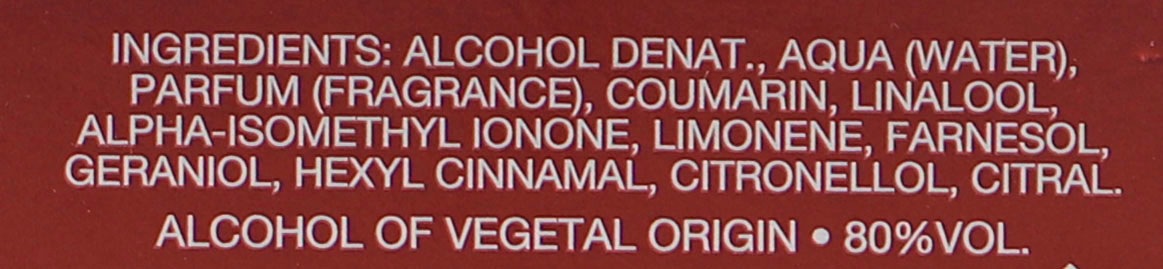 INGREDIENTS: ALCOHOL DENAT., AQUA (WATER),
PARFUM (FRAGRANCE), COUMARIN, LINALOOL,
ALPHA-ISOMETHYL IONONE, LIMONENE, FARNESOL,
GERANIOL, HEXYL CINNAMAL, CITRONELLOL, CITRAL.
ALCOHOL OF VEGETAL ORIGIN • 80%VOL.